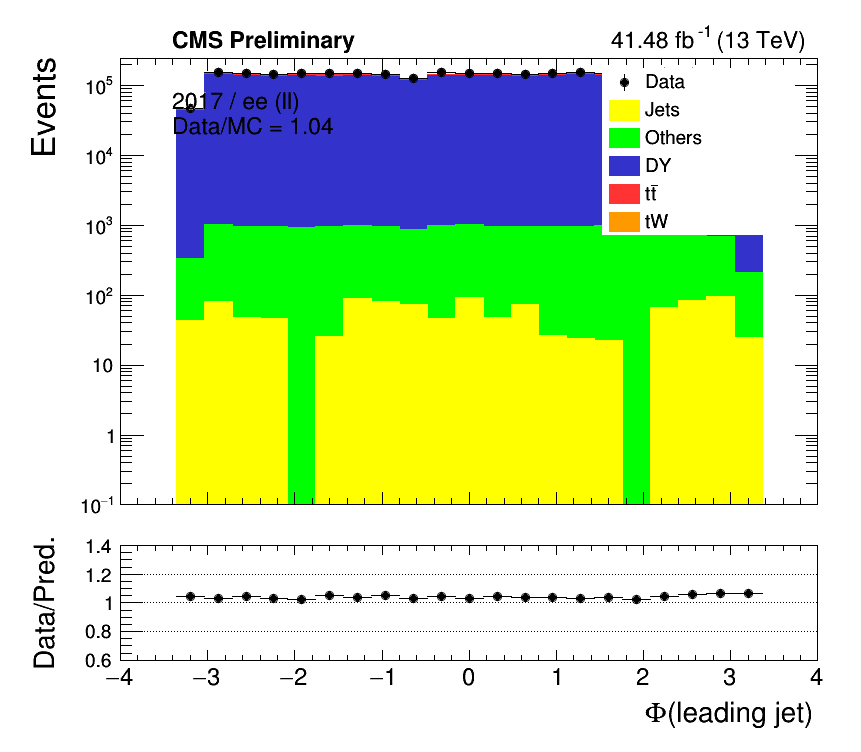 CMS Preliminary
41.48 fb⁻¹ (13 TeV)
Events
10⁵
10⁴
10³
10²
10
1
10⁻¹
2017 / ee (ll)
Data/MC = 1.04
Data
Jets
Others
DY
tt̄
tW
Data/Pred.
1.4
1.2
1
0.8
0.6
−4 −3 −2 −1 0 1 2 3 4
Φ(leading jet)